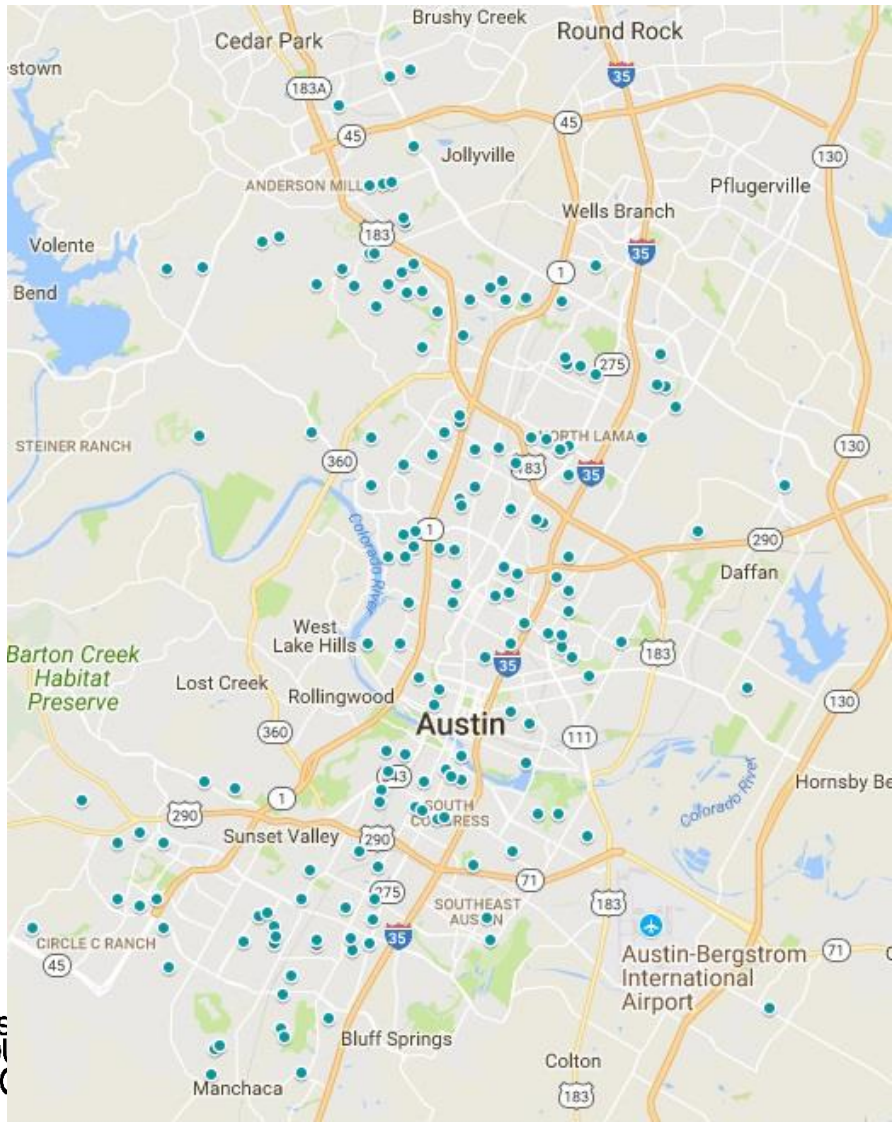 Brushy Creek
Cedar Park
Round Rock
estown
35
183A
45
45
130
Jollyville
ANDERSON MILL
Pflugerville
Wells Branch
183
Volente
35
1
Bend
275
STEINER RANCH
NORTH LAMA
130
360
183
35
Colorado River
1
290
Daffan
West
Lake Hills
183
35
Barton Creek
Habitat
Preserve
Lost Creek
Rollingwood
130
Austin
360
111
343
Hornsby Be
Colorado River
1
290
SOUTH
CONGRESS
Sunset Valley
290
71
275
SOUTHEAST
AUSTIN
183
35
CIRCLE C RANCH
45
Austin-Bergstrom
International
Airport
71
Bluff Springs
Colton
Manchaca
183